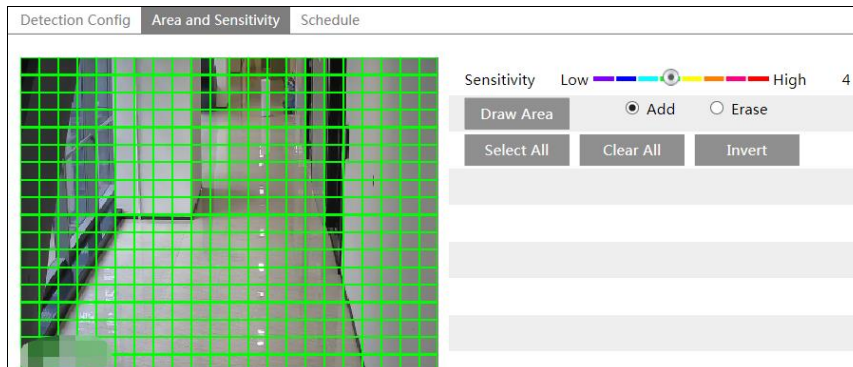 Detection Config Area and Sensitivity Schedule
Sensitivity Low High 4
Draw Area Add Erase
Select All Clear All Invert